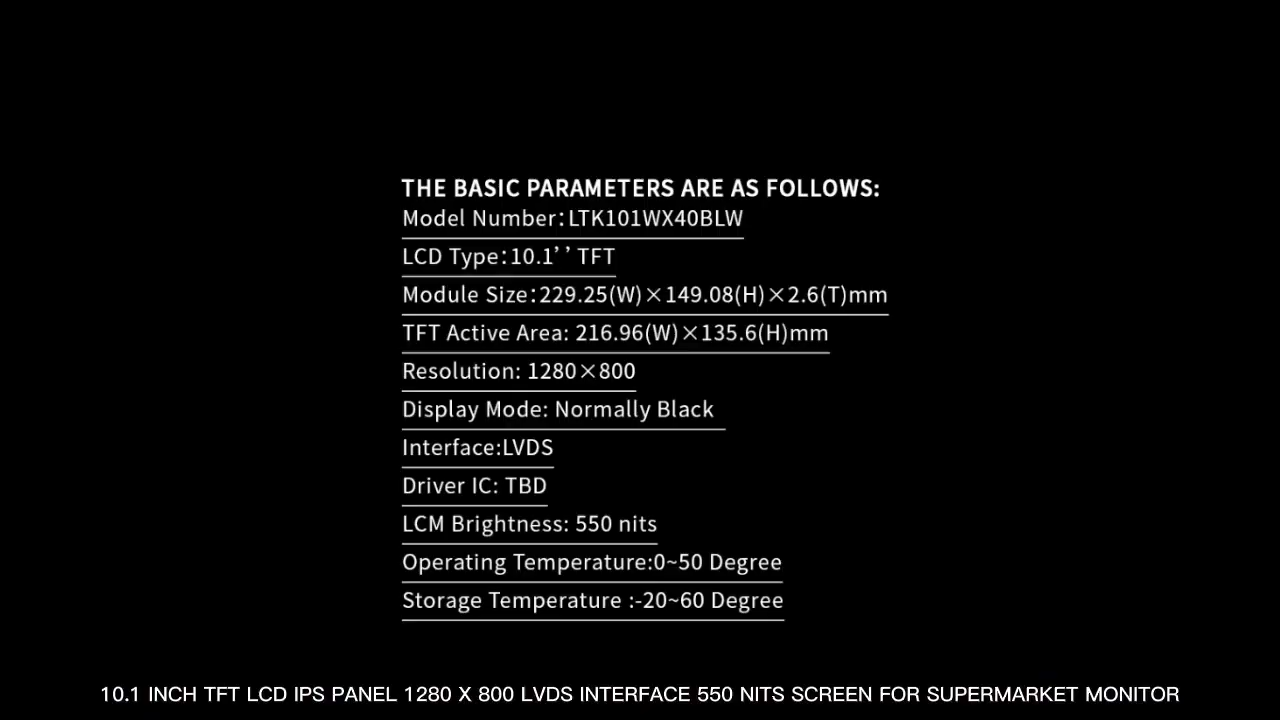 THE BASIC PARAMETERS ARE AS FOLLOWS:
Model Number:LTK101WX40BLW
LCD Type:10.1’’TFT
Module Size:229.25(W)×149.08(H)×2.6(T)mm
TFT Active Area: 216.96(W)×135.6(H)mm
Resolution: 1280×800
Display Mode: Normally Black
Interface:LVDS
Driver IC: TBD
LCM Brightness: 550 nits
Operating Temperature:0~50 Degree
Storage Temperature :-20~60 Degree
10.1 INCH TFT LCD IPS PANEL 1280 X 800 LVDS INTERFACE 550 NITS SCREEN FOR SUPERMARKET MONITOR